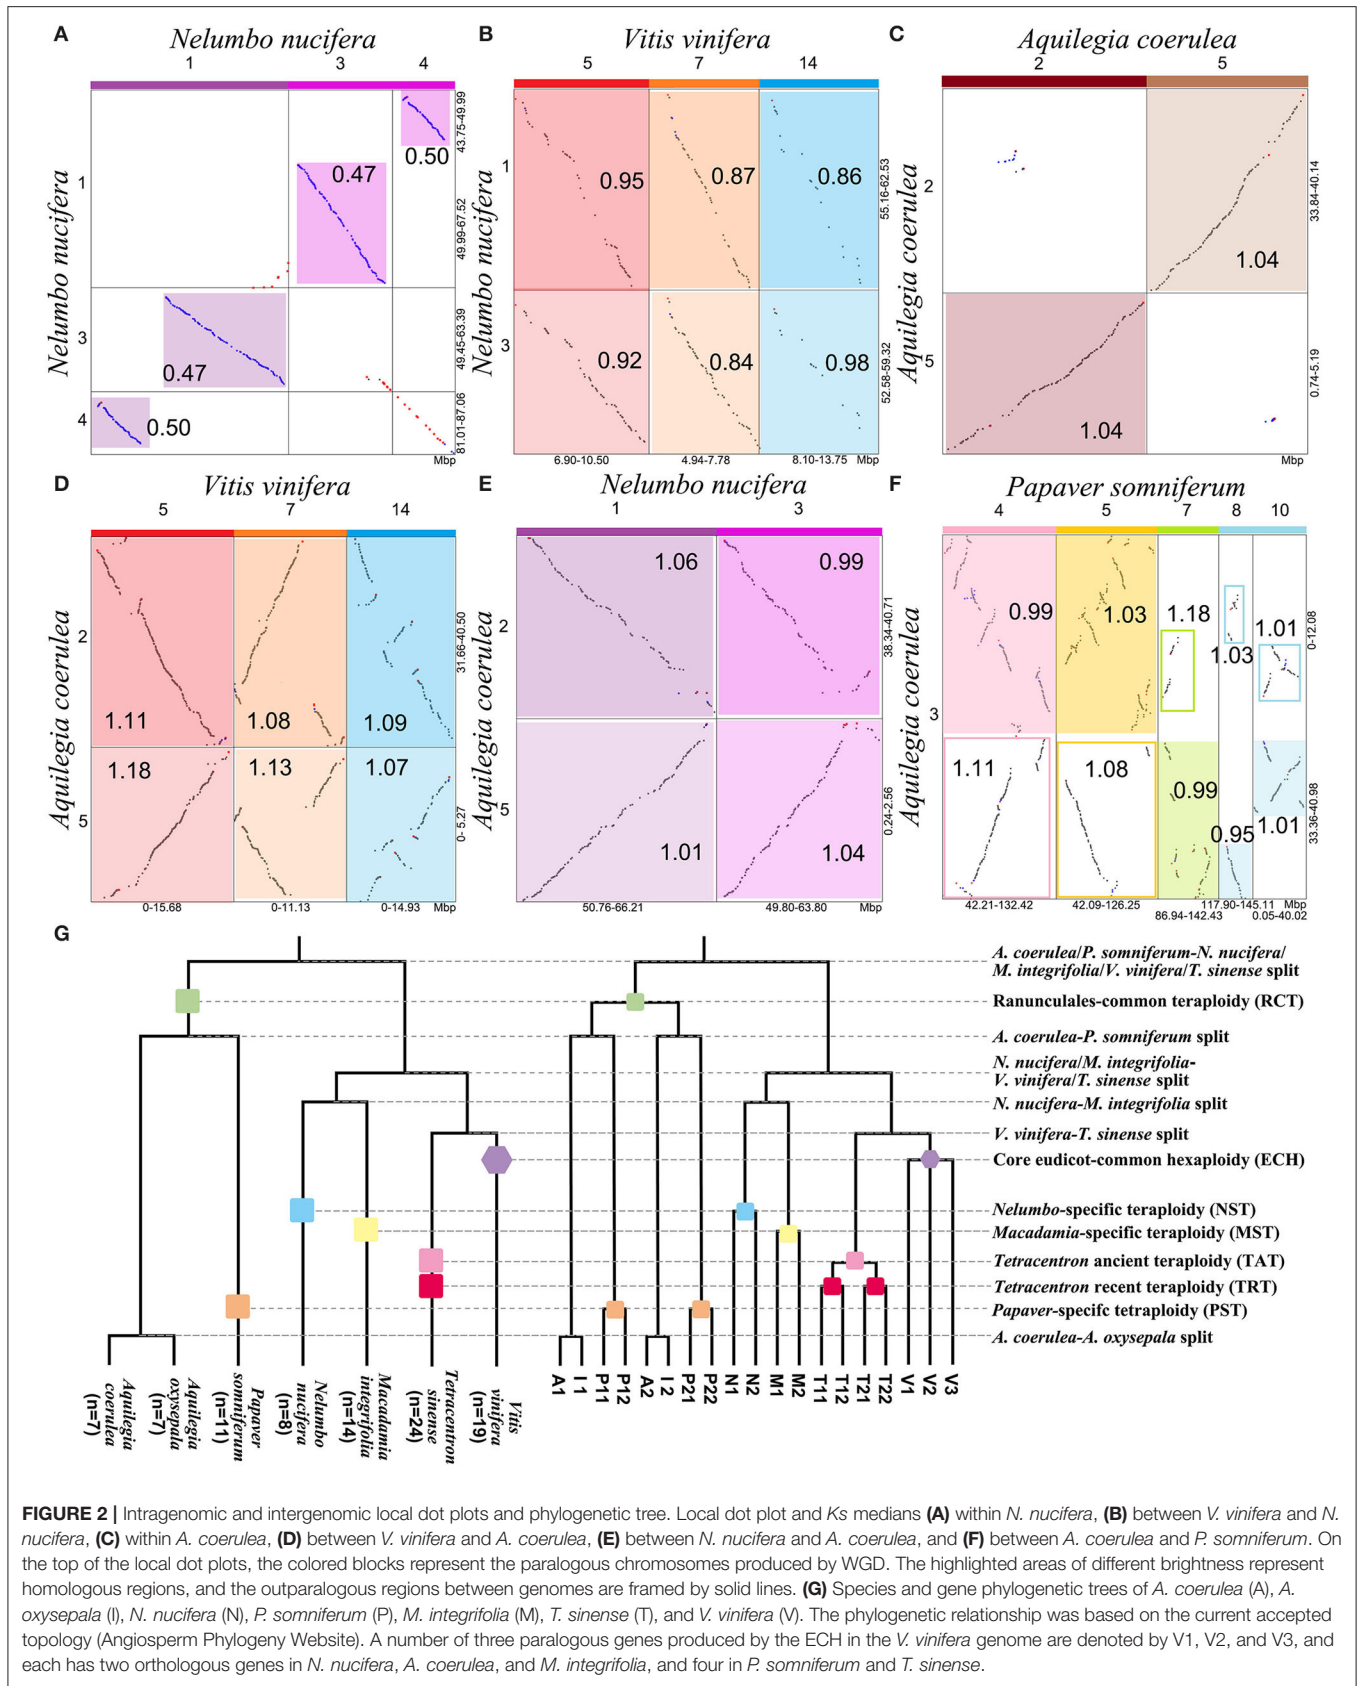 A
Nelumbo nucifera
1
3
4
Nelumbo nucifera
1
3
4
0.50
0.47
0.47
0.50
43.75-49.99
49.99-67.52
49.45-63.39
81.01-87.06
Mbp
B
Vitis vinifera
5
7
14
Nelumbo nucifera
1
3
0.95
0.87
0.86
0.92
0.84
0.98
55.16-62.53
52.58-59.32
6.90-10.50
4.94-7.78
8.10-13.75
Mbp
C
Aquilegia coerulea
2
5
Aquilegia coerulea
2
5
1.04
1.04
33.84-40.14
0.74-5.19
Mbp
D
Vitis vinifera
5
7
14
Aquilegia coerulea
2
5
1.11
1.08
1.09
1.18
1.13
1.07
31.66-40.50
0- 5.27
0-15.68
0-11.13
0-14.93
Mbp
E
Nelumbo nucifera
1
3
Aquilegia coerulea
2
5
1.06
0.99
1.01
1.04
38.34-40.71
0.24-2.56
50.76-66.21
49.80-63.80
Mbp
F
Papaver somniferum
4
5
7
8
10
Aquilegia coerulea
3
0.99
1.03
1.18
1.03
1.01
1.11
1.08
0.99
0.95
1.01
0-12.08
33.36-40.98
42.21-132.42
42.09-126.25
86.94-142.43
117.90-145.11
0.05-40.02
Mbp
G
A. coerulea/P. somniferum-N. nucifera/
M. integrifolia/V. vinifera/T. sinense split
Ranunculales-common teraploidy (RCT)
A. coerulea-P. somniferum split
N. nucifera/M. integrifolia-
V. vinifera/T. sinense split
N. nucifera-M. integrifolia split
V. vinifera-T. sinense split
Core eudicot-common hexaploidy (ECH)
Nelumbo-specific teraploidy (NST)
Macadamia-specific teraploidy (MST)
Tetracentron ancient teraploidy (TAT)
Tetracentron recent teraploidy (TRT)
Papaver-specifc tetraploidy (PST)
A. coerulea-A. oxysepala split
Aquilegia
coerulea
(n=7)
Aquilegia
oxysepala
(n=7)
Papaver
somniferum
(n=11)
Nelumbo
nucifera
(n=8)
Macadamia
integrifolia
(n=14)
Tetracentron
sinense
(n=24)
Vitis
vinifera
(n=19)
A1
I 1
P11
P12
A2
I 2
P21
P22
N1
N2
M1
M2
T11
T12
T21
T22
V1
V2
V3
FIGURE 2 | Intragenomic and intergenomic local dot plots and phylogenetic tree. Local dot plot and Ks medians (A) within N. nucifera, (B) between V. vinifera and N.
nucifera, (C) within A. coerulea, (D) between V. vinifera and A. coerulea, (E) between N. nucifera and A. coerulea, and (F) between A. coerulea and P. somniferum. On
the top of the local dot plots, the colored blocks represent the paralogous chromosomes produced by WGD. The highlighted areas of different brightness represent
homologous regions, and the outparalogous regions between genomes are framed by solid lines. (G) Species and gene phylogenetic trees of A. coerulea (A), A.
oxysepala (I), N. nucifera (N), P. somniferum (P), M. integrifolia (M), T. sinense (T), and V. vinifera (V). The phylogenetic relationship was based on the current accepted
topology (Angiosperm Phylogeny Website). A number of three paralogous genes produced by the ECH in the V. vinifera genome are denoted by V1, V2, and V3, and
each has two orthologous genes in N. nucifera, A. coerulea, and M. integrifolia, and four in P. somniferum and T. sinense.